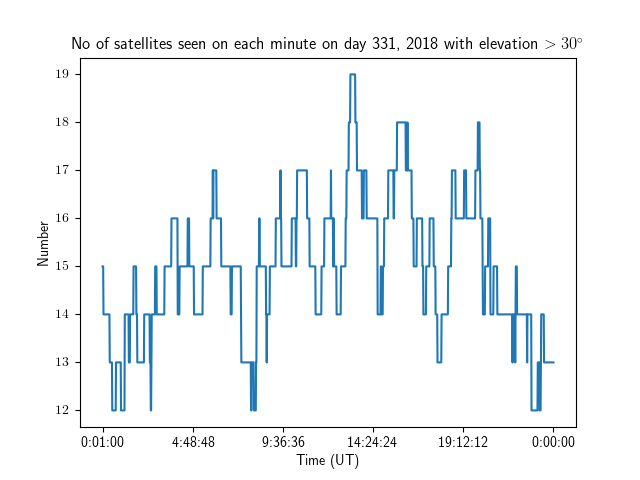 No of satellites seen on each minute on day 331, 2018 with elevation > 30°
19
18
17
16
15
14
13
12
Number
0:01:00 4:48:48 9:36:36 14:24:24 19:12:12 0:00:00
Time (UT)